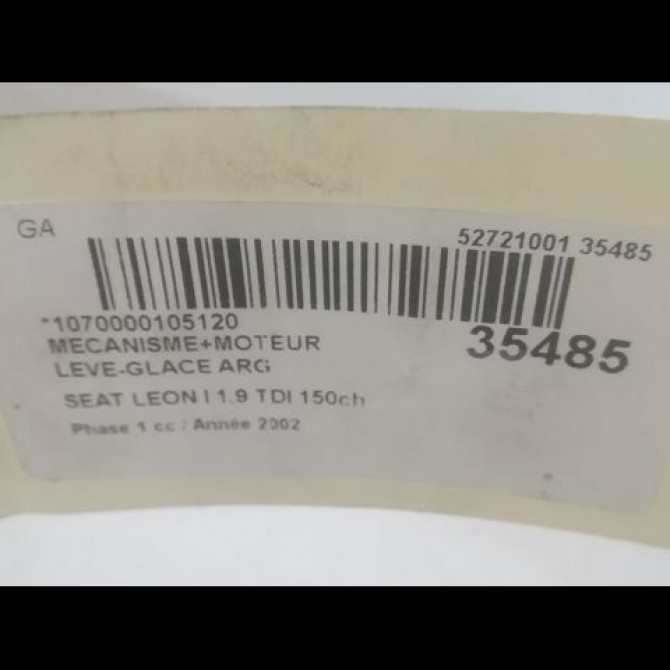 GA
52721001 35485
*1070000105120
35485
MECANISME+MOTEUR
LEVE-GLACE ARG
SEAT LEON I 1.9 TDI 150ch
Phase 1 cc / Année 2002